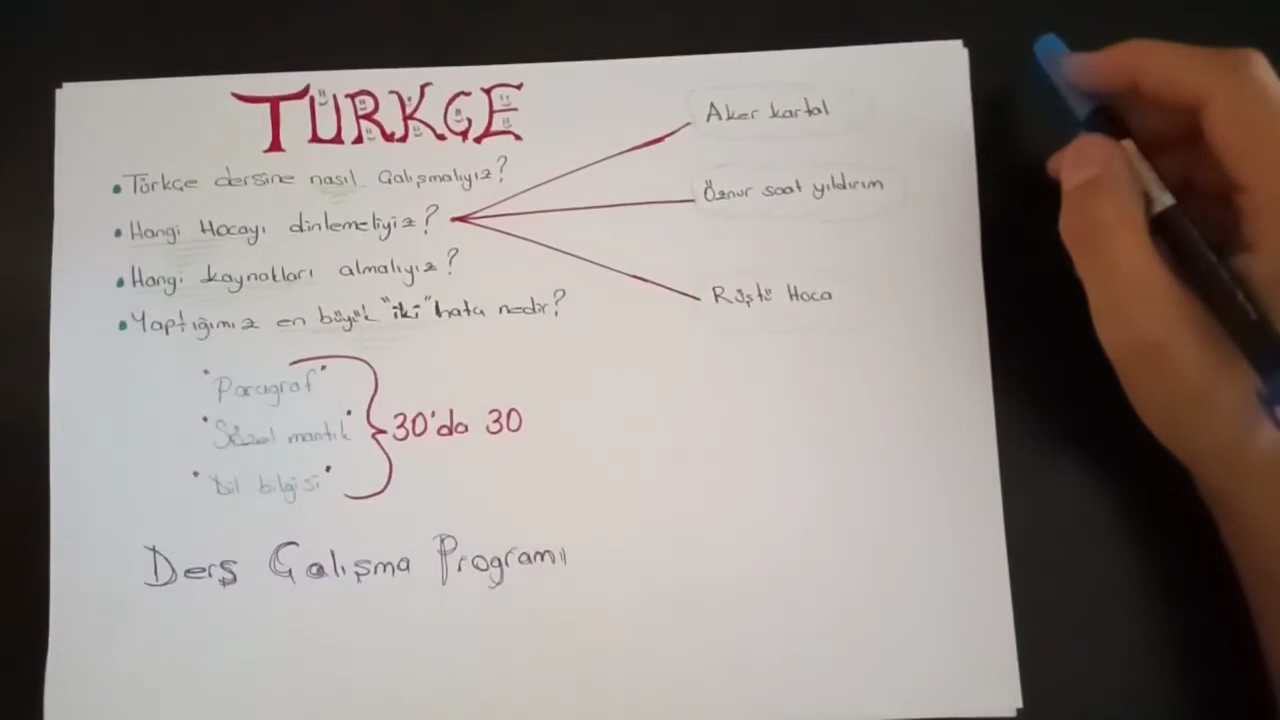 TÜRKÇE
• Türkçe dersine nasıl Çalışmalıyız?
• Hangi Hocayı dinlemeliyiz?
Aker kartal
Öznur saat yıldırım
Rüştü Hoca
• Hangi kaynakları almalıyız?
• Yaptığımız en büyük "iki" hata nedir?
"Paragraf"
"Sözel mantık"
"Dil bilgisi"
30'da 30
Ders Çalışma Programı